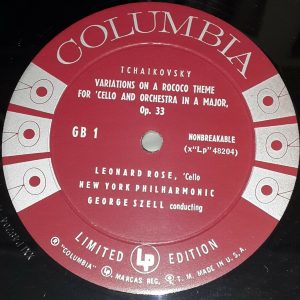 COLUMBIA
TCHAIKOVSKY
VARIATIONS ON A ROCOCO THEME
FOR 'CELLO AND ORCHESTRA IN A MAJOR,
Op. 33
GB 1
NONBREAKABLE
(x"Lp" 48204)
LEONARD ROSE, 'Cello
NEW YORK PHILHARMONIC
GEORGE SZELL conducting
LIMITED Lp EDITION
® "COLUMBIA" Lp MARCAS REG. Ⓣ T. M. MADE IN U.S.A.